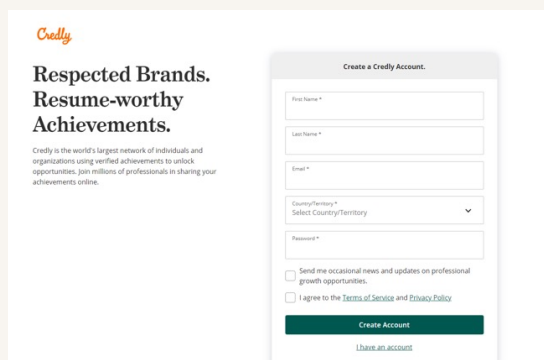 Credly
Respected Brands.
Resume-worthy
Achievements.
Credly is the world's largest network of individuals and
organizations using verified achievements to unlock
opportunities. Join millions of professionals in sharing your
achievements online.
Create a Credly Account.
First Name *
Last Name *
Email *
Country/Territory *
Select Country/Territory
Password *
Send me occasional news and updates on professional
growth opportunities.
I agree to the Terms of Service and Privacy Policy
Create Account
I have an account